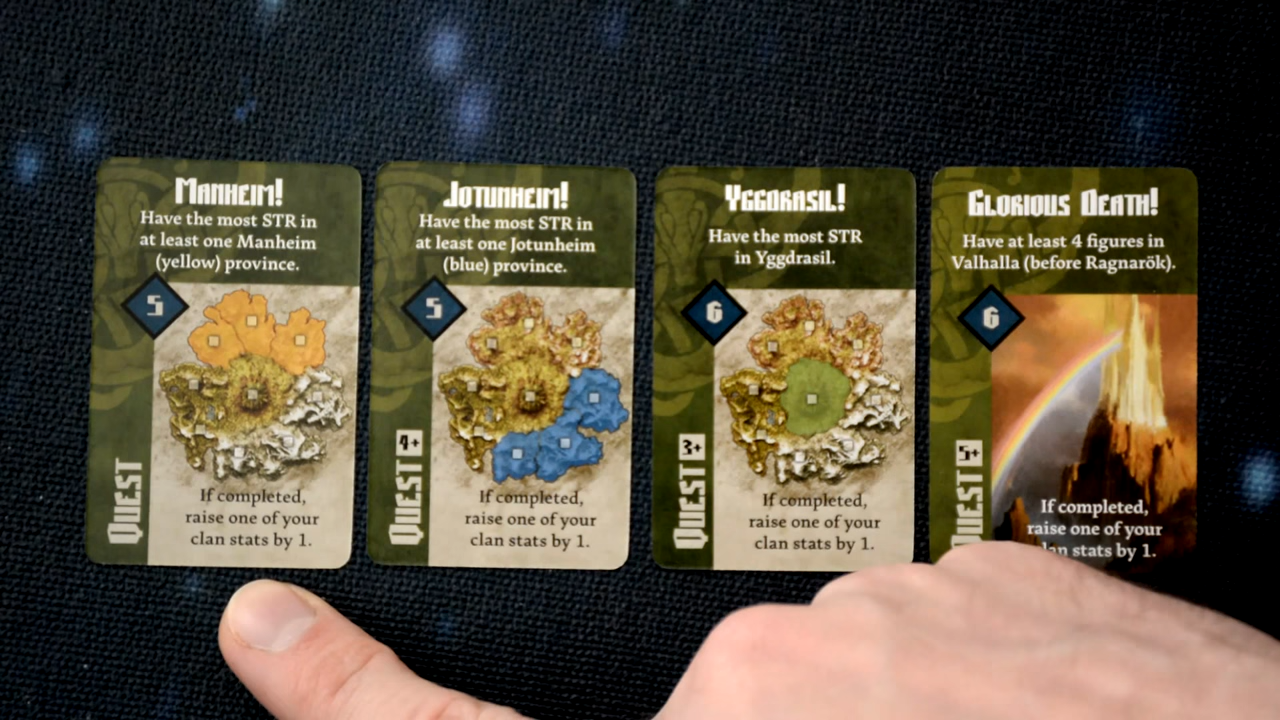 Manheim!
Have the most STR in
at least one Manheim
(yellow) province.
5
If completed,
raise one of your
clan stats by 1.
Quest
Jotunheim!
Have the most STR in
at least one Jotunheim
(blue) province.
5
If completed,
raise one of your
clan stats by 1.
Quest 4+
Yggdrasil!
Have the most STR
in Yggdrasil.
6
If completed,
raise one of your
clan stats by 1.
Quest 3+
Glorious Death!
Have at least 4 figures in
Valhalla (before Ragnarök).
6
If completed,
raise one of your
clan stats by 1.
Quest 5+